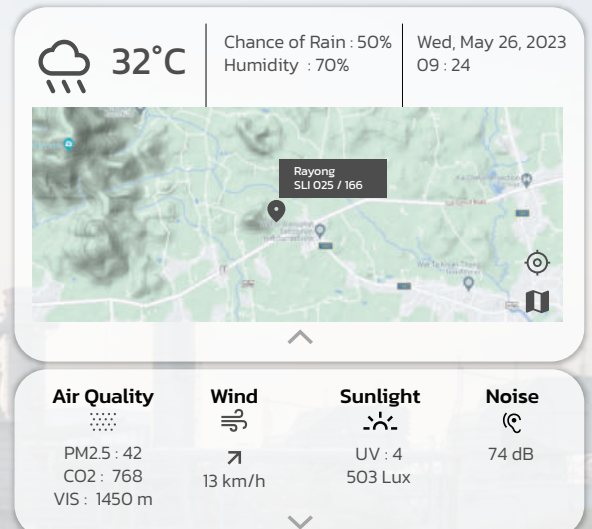 32°C
Chance of Rain : 50%
Humidity : 70%
Wed, May 26, 2023
09 : 24
Rayong
SLI 025 / 166
Air Quality
PM2.5 : 42
CO2 : 768
VIS : 1450 m
Wind
13 km/h
Sunlight
UV : 4
503 Lux
Noise
74 dB